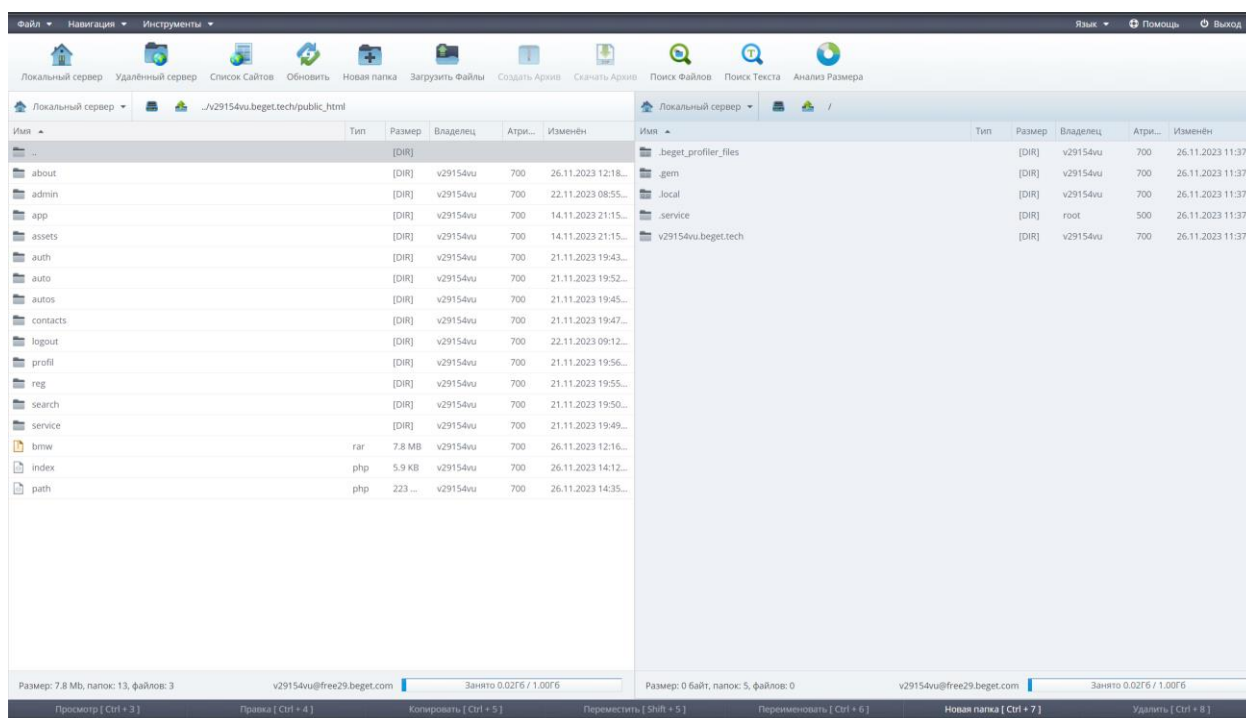 Файл Навигация Инструменты Язык Помощь Выход
Локальный сервер Удалённый сервер Список Сайтов Обновить Новая папка Загрузить Файлы Создать Архив Скачать Архив Поиск Файлов Поиск Текста Анализ Размера
Локальный сервер ../v29154vu.beget.tech/public_html Локальный сервер /
Имя Тип Размер Владелец Атри... Изменён Имя Тип Размер Владелец Атри... Изменён
.. [DIR] .beget_profiler_files [DIR] v29154vu 700 26.11.2023 11:37
about [DIR] v29154vu 700 26.11.2023 12:18... .gem [DIR] v29154vu 700 26.11.2023 11:37
admin [DIR] v29154vu 700 22.11.2023 08:55... .local [DIR] v29154vu 700 26.11.2023 11:37
app [DIR] v29154vu 700 14.11.2023 21:15... .service [DIR] root 500 26.11.2023 11:37
assets [DIR] v29154vu 700 14.11.2023 21:15... v29154vu.beget.tech [DIR] v29154vu 700 26.11.2023 11:37
auth [DIR] v29154vu 700 21.11.2023 19:43...
auto [DIR] v29154vu 700 21.11.2023 19:52...
autos [DIR] v29154vu 700 21.11.2023 19:45...
contacts [DIR] v29154vu 700 21.11.2023 19:47...
logout [DIR] v29154vu 700 22.11.2023 09:12...
profil [DIR] v29154vu 700 21.11.2023 19:56...
reg [DIR] v29154vu 700 21.11.2023 19:55...
search [DIR] v29154vu 700 21.11.2023 19:50...
service [DIR] v29154vu 700 21.11.2023 19:49...
bmw rar 7.8 MB v29154vu 700 26.11.2023 12:16...
index php 5.9 KB v29154vu 700 26.11.2023 14:12...
path php 223 ... v29154vu 700 26.11.2023 14:35...
Размер: 7.8 Mb, папок: 13, файлов: 3 v29154vu@free29.beget.com Занято 0.02Гб / 1.00Гб Размер: 0 байт, папок: 5, файлов: 0 v29154vu@free29.beget.com Занято 0.02Гб / 1.00Гб
Просмотр [ Ctrl + 3 ] Правка [ Ctrl + 4 ] Копировать [ Ctrl + 5 ] Переместить [ Shift + 5 ] Переименовать [ Ctrl + 6 ] Новая папка [ Ctrl + 7 ] Удалить [ Ctrl + 8 ]